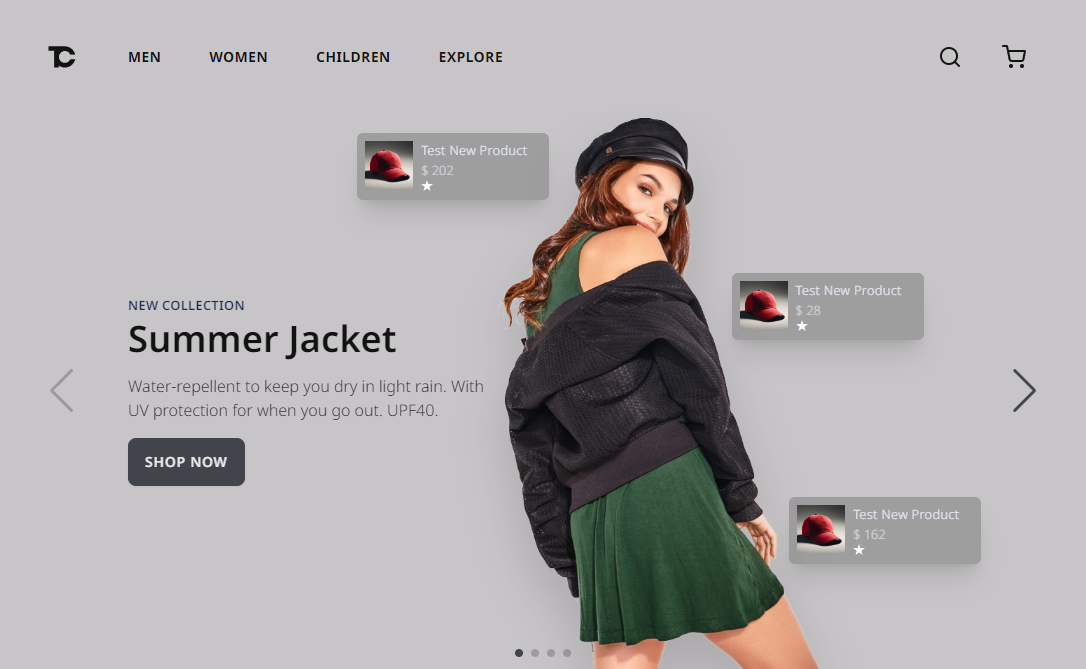 TC
MEN WOMEN CHILDREN EXPLORE
Test New Product
$ 202
Test New Product
$ 28
NEW COLLECTION
Summer Jacket
Water-repellent to keep you dry in light rain. With
UV protection for when you go out. UPF40.
SHOP NOW
Test New Product
$ 162